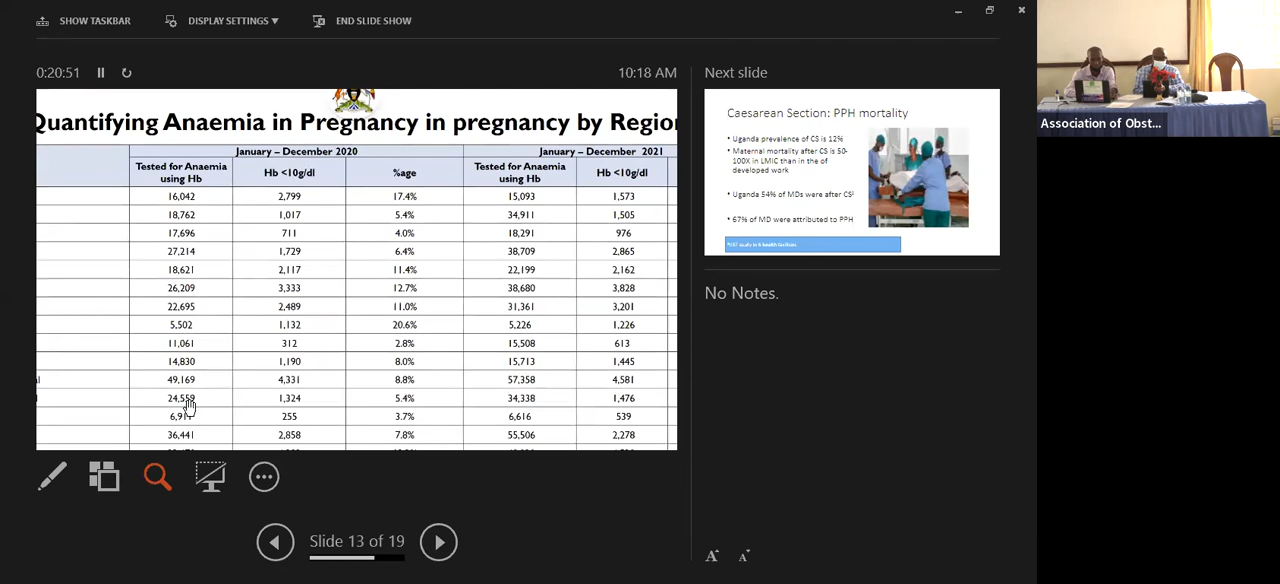 SHOW TASKBAR
DISPLAY SETTINGS
END SLIDE SHOW
0:20:51
10:18 AM
Quantifying Anaemia in Pregnancy in pregnancy by Regio
January – December 2020 January – December 2021
Tested for Anaemia using Hb Hb <10g/dl %age Tested for Anaemia using Hb Hb <10g/dl
16,042 2,799 17.4% 15,093 1,573
18,762 1,017 5.4% 34,911 1,505
17,696 711 4.0% 18,291 976
27,214 1,729 6.4% 38,709 2,865
18,621 2,117 11.4% 22,199 2,162
26,209 3,333 12.7% 38,680 3,828
22,695 2,489 11.0% 31,361 3,201
5,502 1,132 20.6% 5,226 1,226
11,061 312 2.8% 15,508 613
14,830 1,190 8.0% 15,713 1,445
49,169 4,331 8.8% 57,358 4,581
24,559 1,324 5.4% 34,338 1,476
255 3.7% 6,616 539
36,441 2,858 7.8% 55,506 2,278
Slide 13 of 19
Next slide
Caesarean Section: PPH mortality
• Uganda prevalence of CS is 12%
• Maternal mortality after CS is 50-
100X in LMIC than in the of
developed work
• Uganda 54% of MDs were after CS
• 67% of MD were attributed to PPH
No Notes.
A A
Association of Obst...